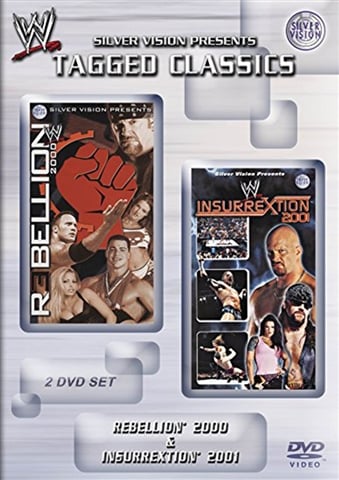 W
SILVER VISION PRESENTS
TAGGED CLASSICS
SILVER VISION
SILVER VISION PRESENTS
REBELLION
W
2000
Silver Vision Presents
W
INSURREXTION
2001
2 DVD SET
REBELLION 2000
&
INSURREXTION 2001
DVD
VIDEO